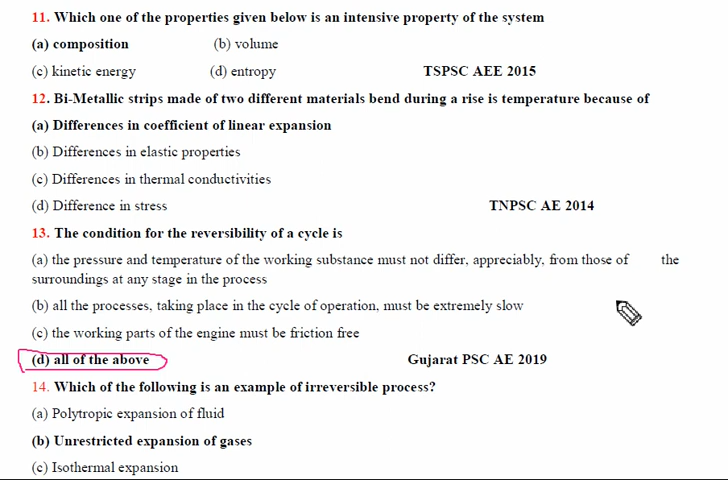 11. Which one of the properties given below is an intensive property of the system
(a) composition (b) volume
(c) kinetic energy (d) entropy TSPSC AEE 2015
12. Bi-Metallic strips made of two different materials bend during a rise is temperature because of
(a) Differences in coefficient of linear expansion
(b) Differences in elastic properties
(c) Differences in thermal conductivities
(d) Difference in stress TNPSC AE 2014
13. The condition for the reversibility of a cycle is
(a) the pressure and temperature of the working substance must not differ, appreciably, from those of the
surroundings at any stage in the process
(b) all the processes, taking place in the cycle of operation, must be extremely slow
(c) the working parts of the engine must be friction free
(d) all of the above Gujarat PSC AE 2019
14. Which of the following is an example of irreversible process?
(a) Polytropic expansion of fluid
(b) Unrestricted expansion of gases
(c) Isothermal expansion